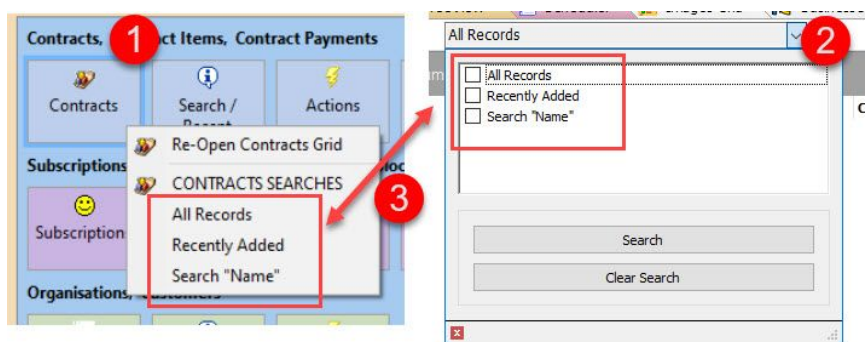 Contracts, 1 ct Items, Contract Payments
Contracts
Search /
Recent
Actions
Re-Open Contracts Grid
CONTRACTS SEARCHES
All Records
Recently Added
Search "Name"
Subscriptions
Subscription
Organisations,
3
All Records
2
All Records
Recently Added
Search "Name"
Search
Clear Search